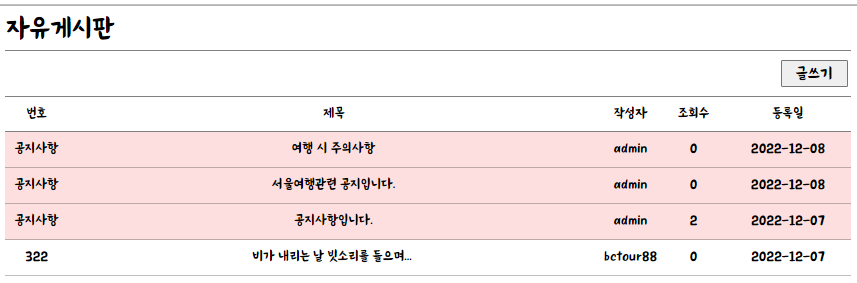 자유게시판
글쓰기
번호 제목 작성자 조회수 등록일
공지사항 여행 시 주의사항 admin 0 2022-12-08
공지사항 서울여행관련 공지입니다. admin 0 2022-12-08
공지사항 공지사항입니다. admin 2 2022-12-07
322 비가 내리는 날 빗소리를 들으며... bctour88 0 2022-12-07